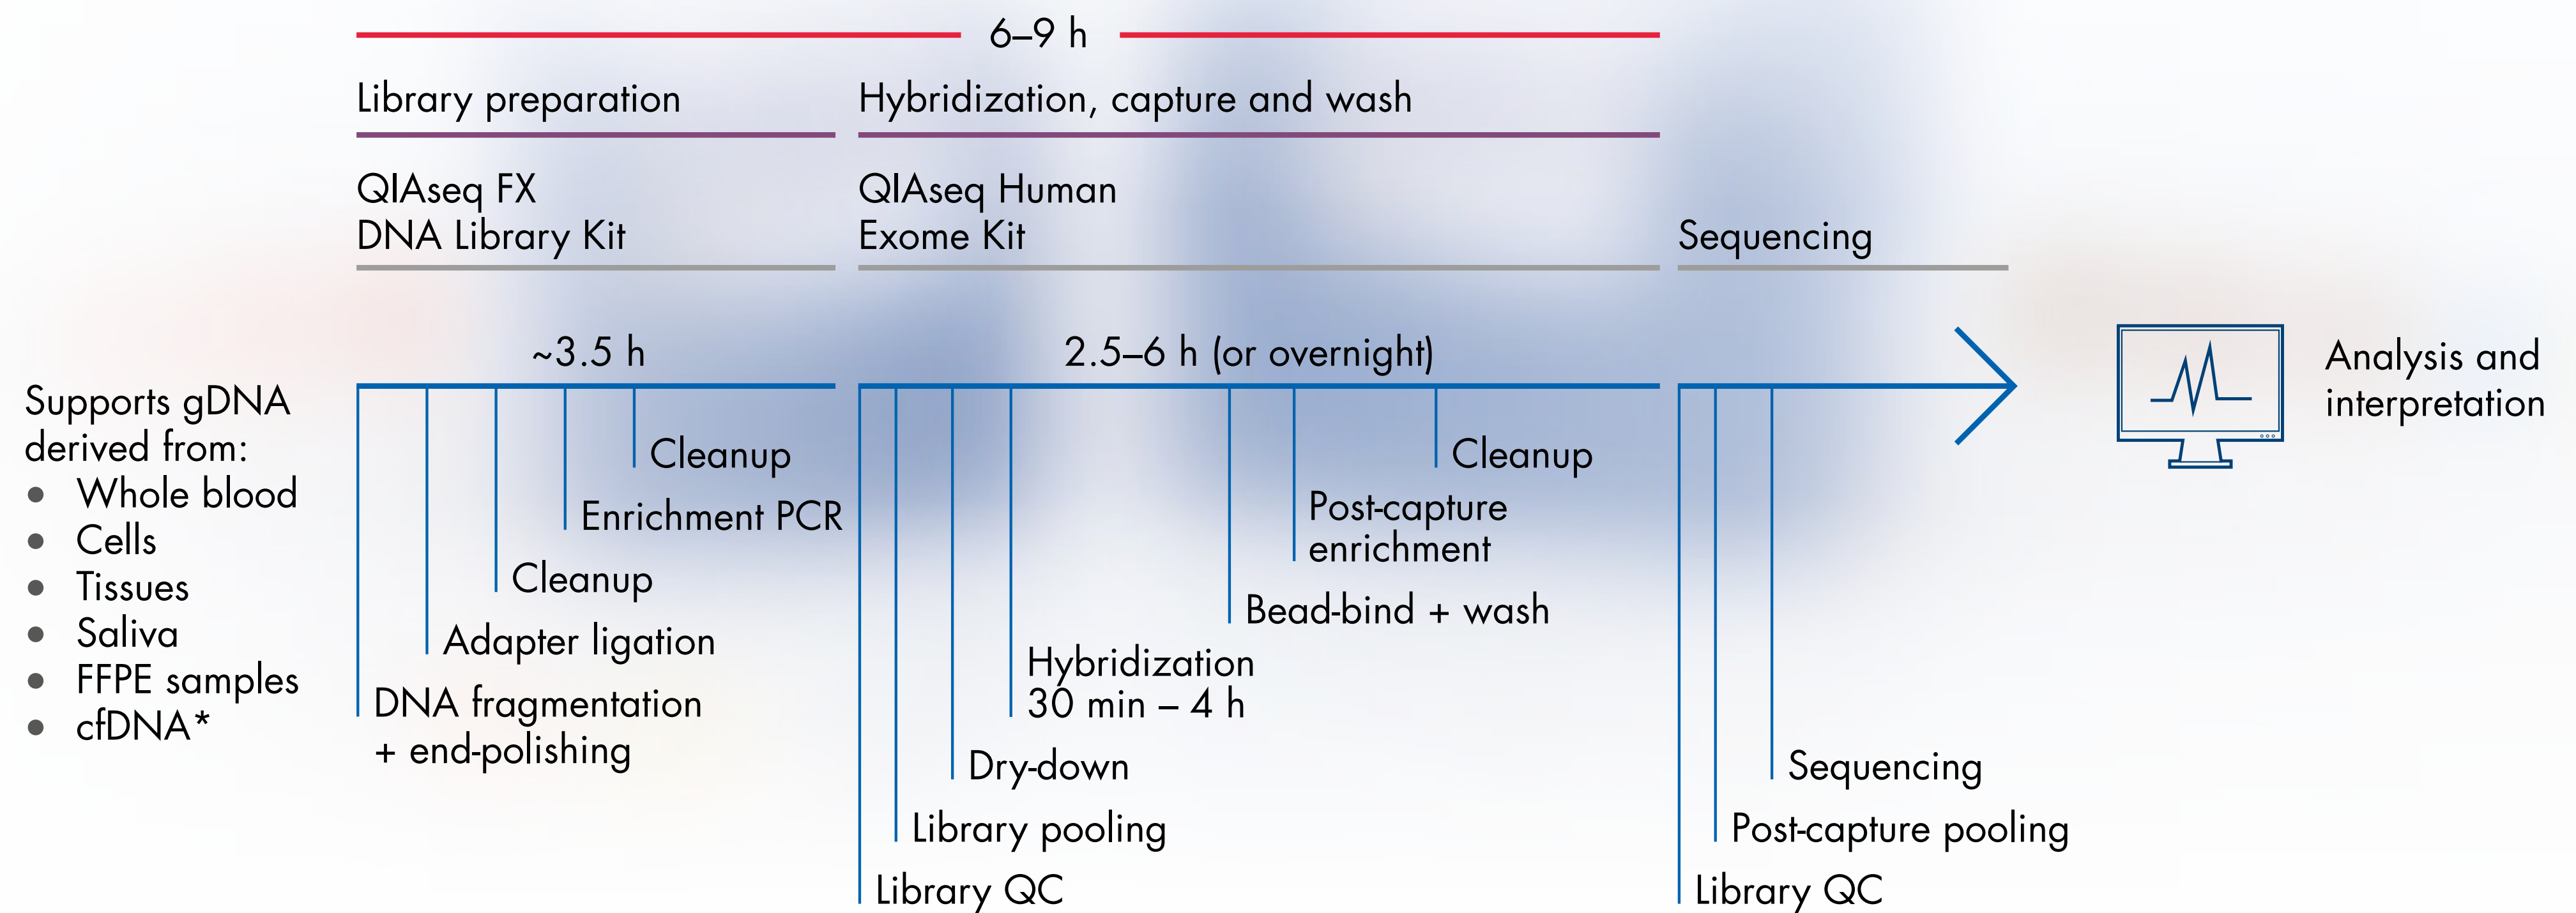 6–9 h
Library preparation
Hybridization, capture and wash
QIAseq FX
DNA Library Kit
QIAseq Human
Exome Kit
Sequencing
~3.5 h
2.5–6 h (or overnight)
Supports gDNA
derived from:
• Whole blood
• Cells
• Tissues
• Saliva
• FFPE samples
• cfDNA*
DNA fragmentation
+ end-polishing
Adapter ligation
Cleanup
Enrichment PCR
Cleanup
Library QC
Library pooling
Dry-down
Hybridization
30 min – 4 h
Bead-bind + wash
Post-capture
enrichment
Cleanup
Library QC
Post-capture pooling
Sequencing
Analysis and
interpretation